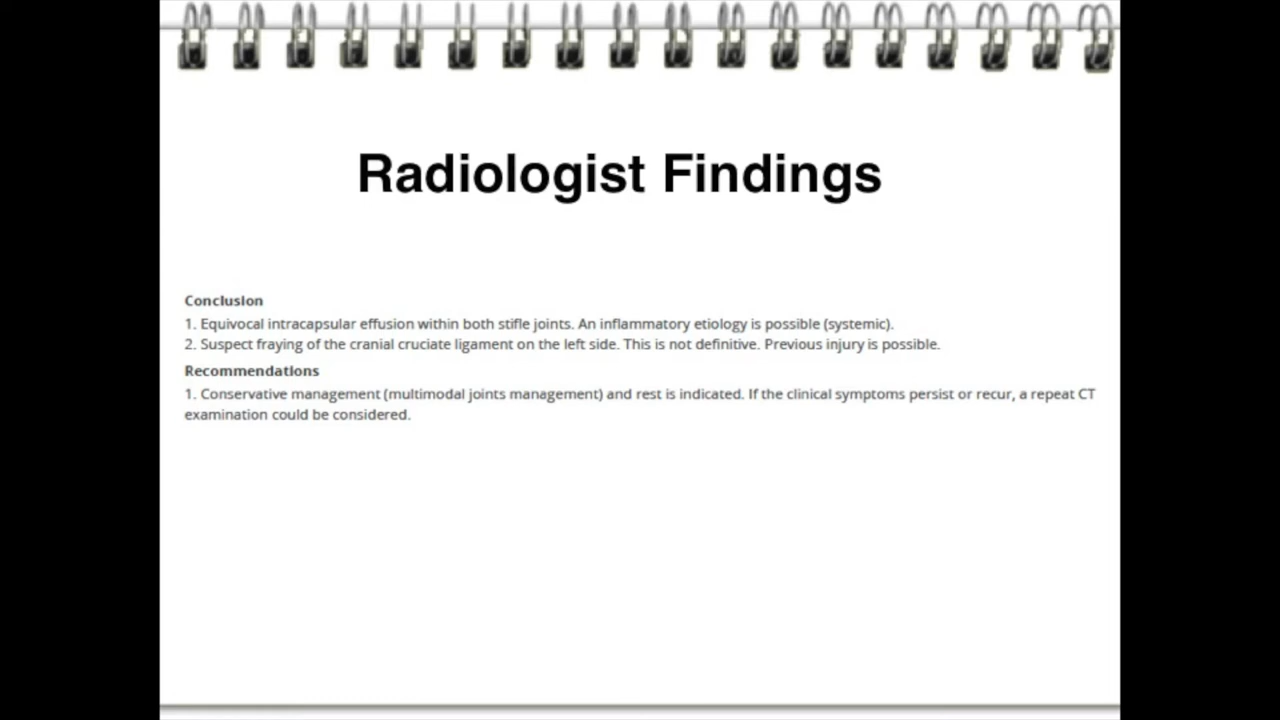 Radiologist Findings
Conclusion
1. Equivocal intracapsular effusion within both stifle joints. An inflammatory etiology is possible (systemic).
2. Suspect fraying of the cranial cruciate ligament on the left side. This is not definitive. Previous injury is possible.
Recommendations
1. Conservative management (multimodal joints management) and rest is indicated. If the clinical symptoms persist or recur, a repeat CT
examination could be considered.